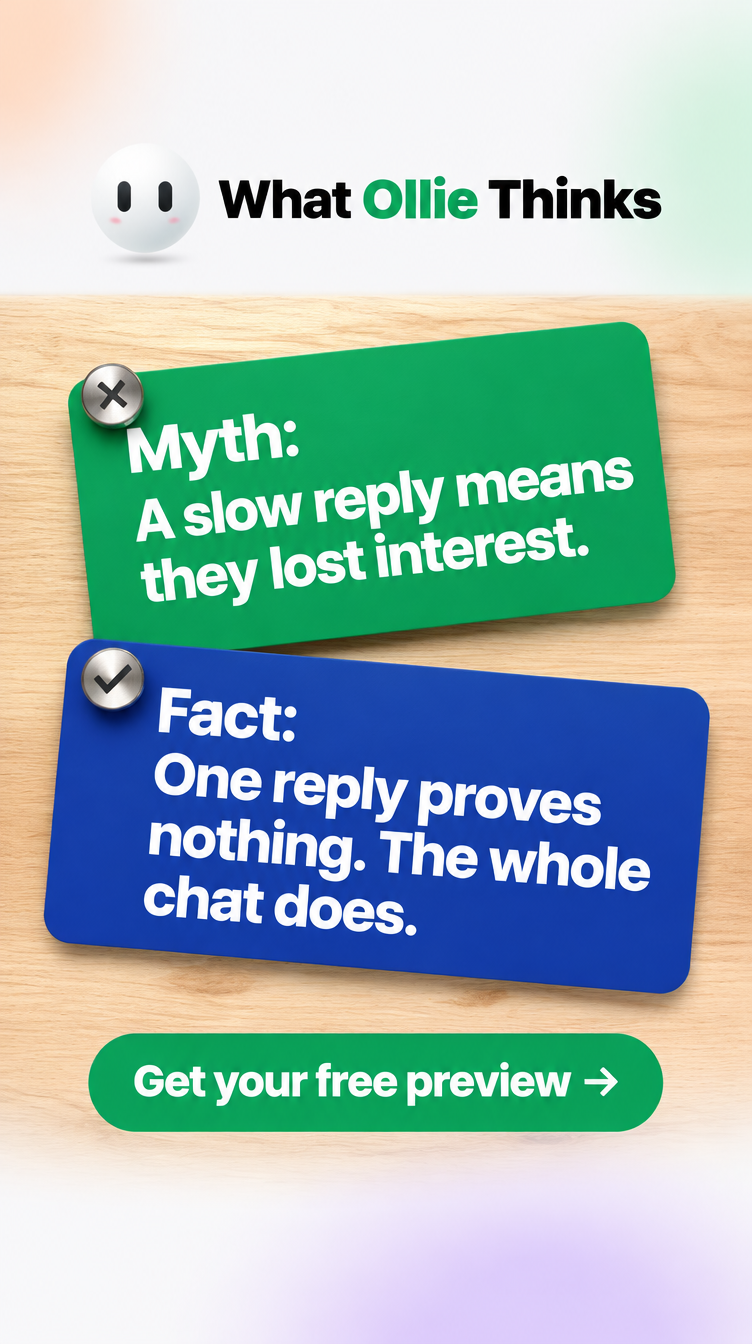 What Ollie Thinks
Myth:
A slow reply means
they lost interest.
Fact:
One reply proves
nothing. The whole
chat does.
Get your free preview →